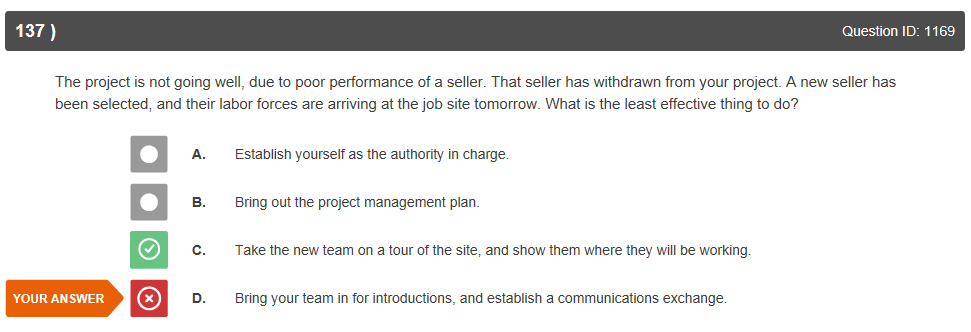 137 )
Question ID: 1169
The project is not going well, due to poor performance of a seller. That seller has withdrawn from your project. A new seller has
been selected, and their labor forces are arriving at the job site tomorrow. What is the least effective thing to do?
A. Establish yourself as the authority in charge.
B. Bring out the project management plan.
C. Take the new team on a tour of the site, and show them where they will be working.
YOUR ANSWER D. Bring your team in for introductions, and establish a communications exchange.